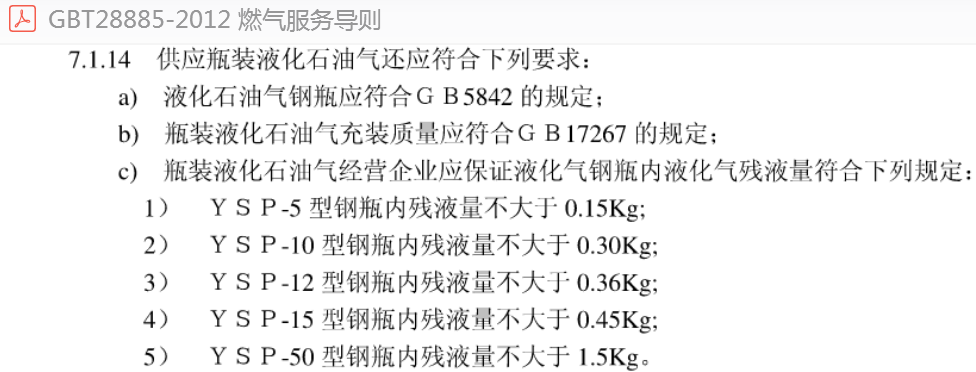 GBT28885-2012 燃气服务导则
7.1.14 供应瓶装液化石油气还应符合下列要求：
a) 液化石油气钢瓶应符合ＧＢ5842 的规定；
b) 瓶装液化石油气充装质量应符合ＧＢ17267 的规定；
c) 瓶装液化石油气经营企业应保证液化气钢瓶内液化气残液量符合下列规定：
1） ＹＳＰ-5 型钢瓶内残液量不大于 0.15Kg;
2） ＹＳＰ-10 型钢瓶内残液量不大于 0.30Kg;
3） ＹＳＰ-12 型钢瓶内残液量不大于 0.36Kg;
4） ＹＳＰ-15 型钢瓶内残液量不大于 0.45Kg;
5） ＹＳＰ-50 型钢瓶内残液量不大于 1.5Kg。